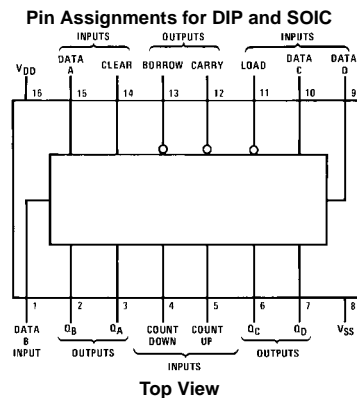 Pin Assignments for DIP and SOIC
INPUTS OUTPUTS INPUTS
VDD DATA A CLEAR BORROW CARRY LOAD DATA C DATA D
16 15 14 13 12 11 10 9
1 2 3 4 5 6 7 8
DATA B INPUT QB QA COUNT DOWN COUNT UP QC QD VSS
OUTPUTS INPUTS OUTPUTS
Top View